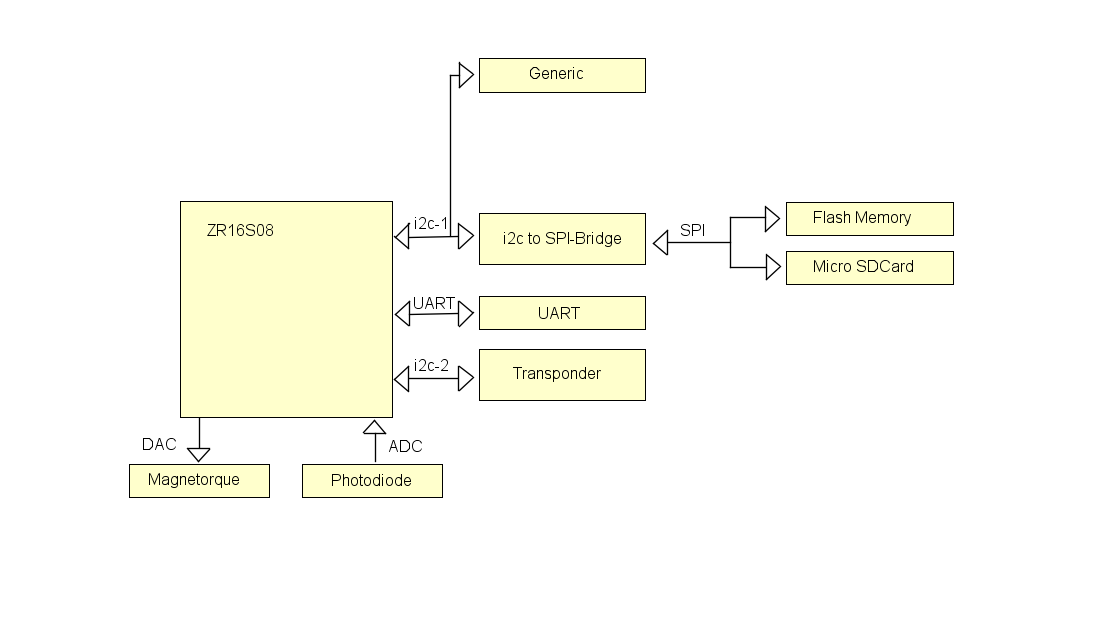 Generic
ZR16S08
i2c-1
i2c to SPI-Bridge
SPI
Flash Memory
Micro SDCard
UART
UART
i2c-2
Transponder
DAC
ADC
Magnetorque
Photodiode